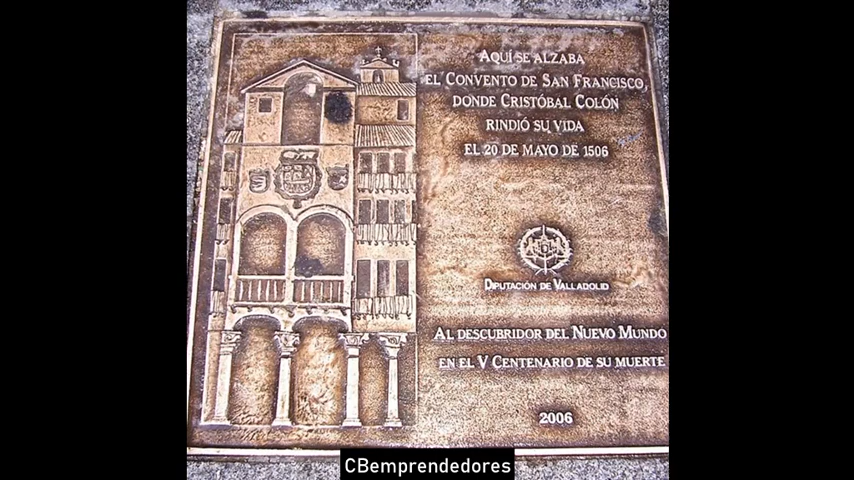 AQUÍ SE ALZABA
EL CONVENTO DE SAN FRANCISCO,
DONDE CRISTÓBAL COLÓN
RINDIÓ SU VIDA
EL 20 DE MAYO DE 1506
DIPUTACIÓN DE VALLADOLID
AL DESCUBRIDOR DEL NUEVO MUNDO
EN EL V CENTENARIO DE SU MUERTE
2006
CBemprendedores